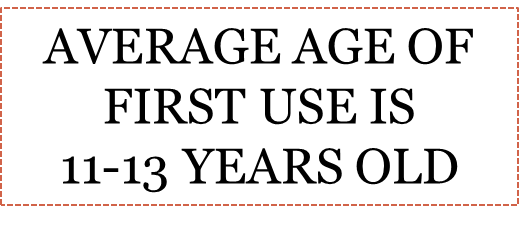 AVERAGE AGE OF
FIRST USE IS
11-13 YEARS OLD